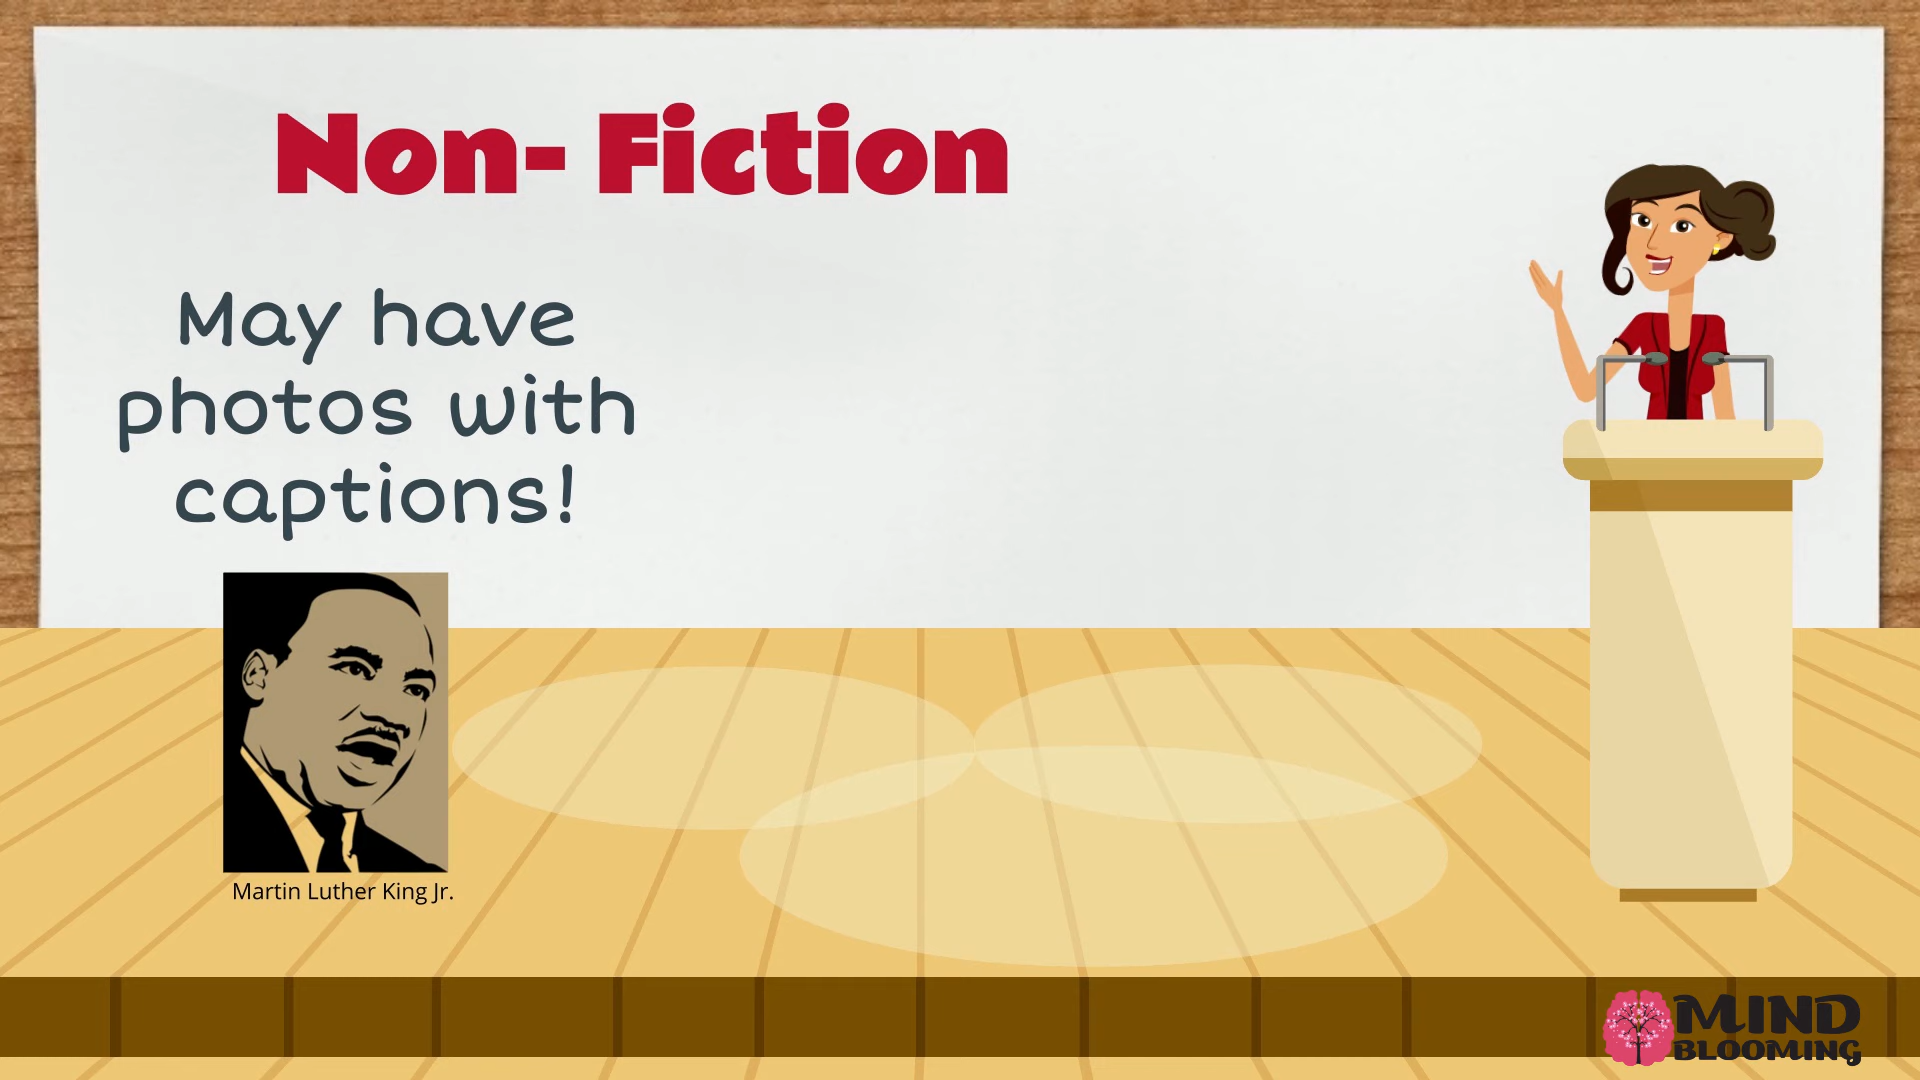 Non- Fiction
May have
photos with
captions!
Martin Luther King Jr.
MIND
BLOOMING